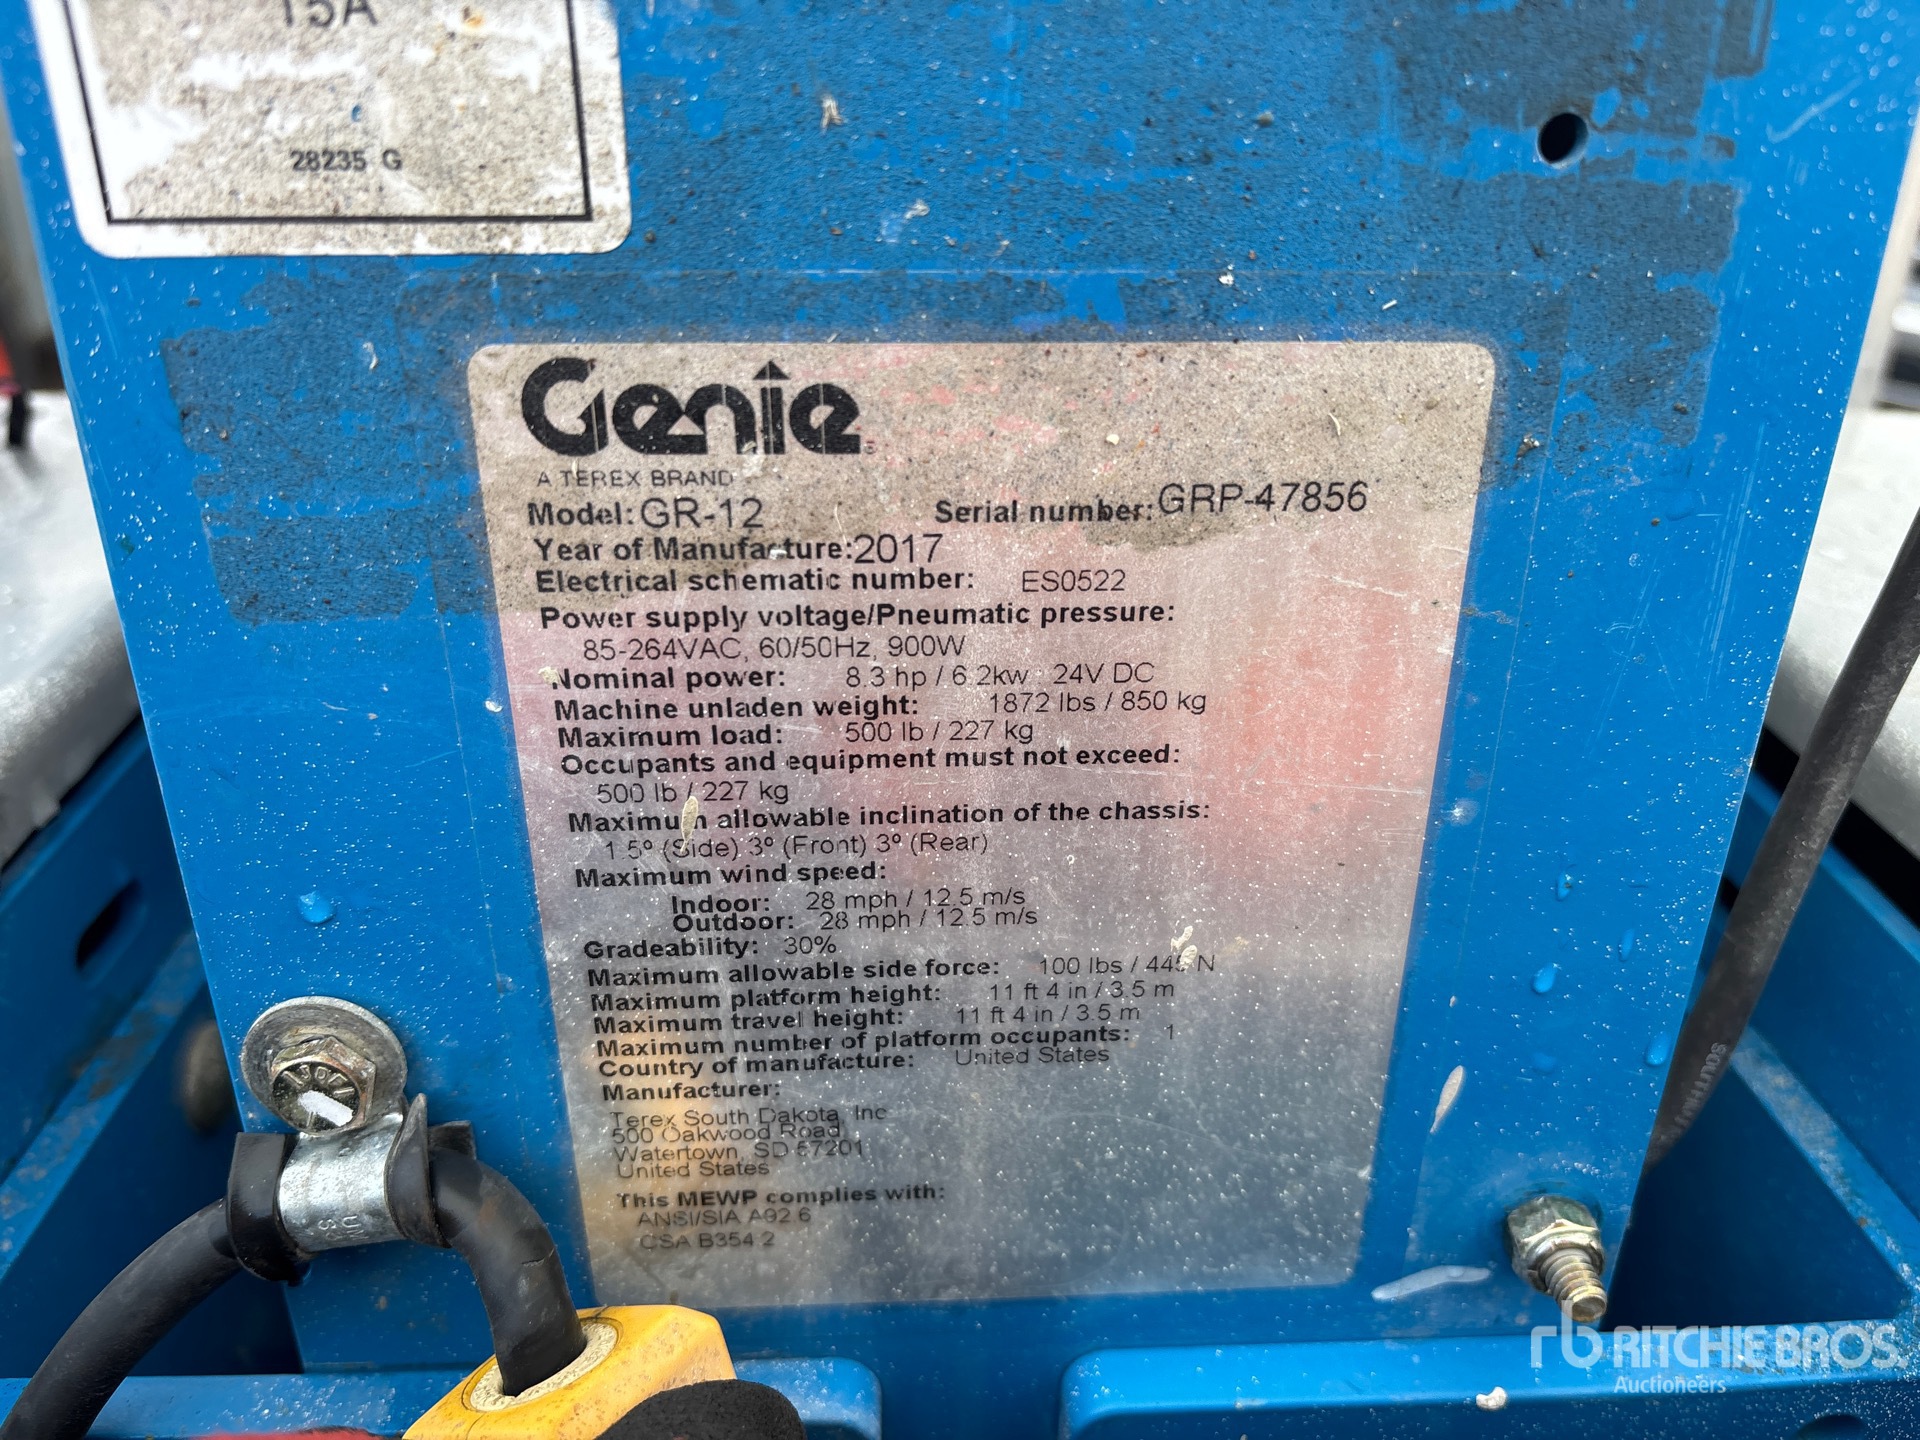 15A
28235 G
Genie
A TEREX BRAND
Model: GR-12 Serial number: GRP-47856
Year of Manufacture: 2017
Electrical schematic number: ES0522
Power supply voltage/Pneumatic pressure:
85-264VAC, 60/50Hz, 900W
Nominal power: 8.3 hp / 6.2kw : 24V DC
Machine unladen weight: 1872 lbs / 850 kg
Maximum load: 500 lb / 227 kg
Occupants and equipment must not exceed:
500 lb / 227 kg
Maximum allowable inclination of the chassis:
1.5° (Side) 3° (Front) 3° (Rear)
Maximum wind speed:
Indoor: 28 mph / 12.5 m/s
Outdoor: 28 mph / 12.5 m/s
Gradeability: 30%
Maximum allowable side force: 100 lbs / 445 N
Maximum platform height: 11 ft 4 in / 3.5 m
Maximum travel height: 11 ft 4 in / 3.5 m
Maximum number of platform occupants: 1
Country of manufacture: United States
Manufacturer:
Terex South Dakota, Inc
500 Oakwood Road
Watertown, SD 57201
United States
This MEWP complies with:
ANSI/SIA A92.6
CSA B354.2
rb RITCHIE BROS.
Auctioneers